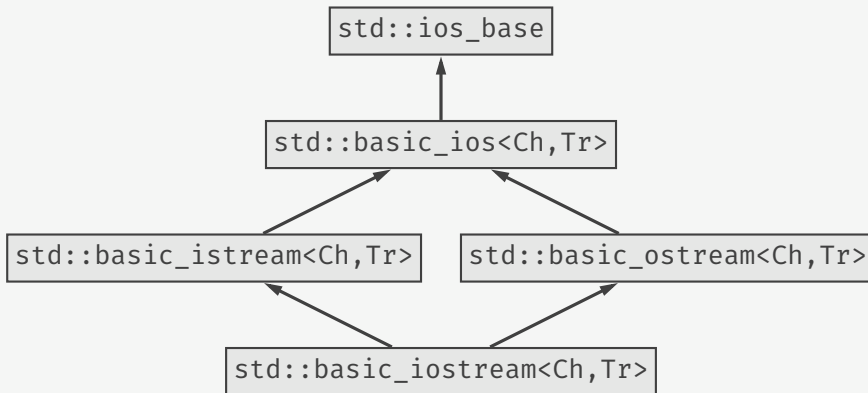 std::ios_base
std::basic_ios<Ch,Tr>
std::basic_istream<Ch,Tr>
std::basic_ostream<Ch,Tr>
std::basic_iostream<Ch,Tr>